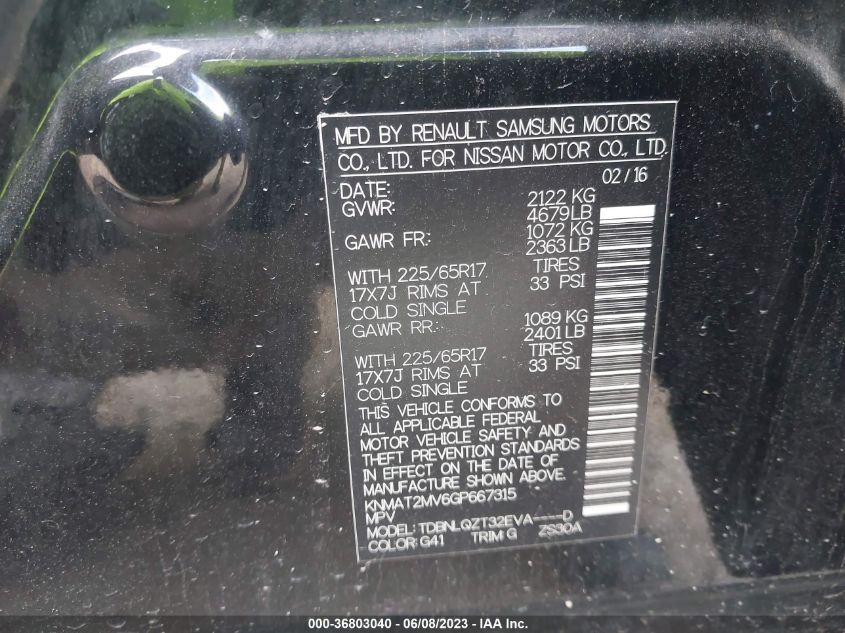 MFD BY RENAULT SAMSUNG MOTORS
CO., LTD. FOR NISSAN MOTOR CO., LTD.
DATE: 02/16
GVWR: 2122 KG
4679 LB
GAWR FR: 1072 KG
2363 LB
WITH 225/65R17 TIRES
17X7J RIMS AT 33 PSI
COLD SINGLE
GAWR RR: 1089 KG
2401 LB
WITH 225/65R17 TIRES
17X7J RIMS AT 33 PSI
COLD SINGLE
THIS VEHICLE CONFORMS TO
ALL APPLICABLE FEDERAL
MOTOR VEHICLE SAFETY AND
THEFT PREVENTION STANDARDS
IN EFFECT ON THE DATE OF
MANUFACTURE SHOWN ABOVE.
KNMAT2MV6GP667315
MPV
MODEL: TDBNLQZT32EVA----D
COLOR: G41 TRIM G ZS30A
000-36803040 - 06/08/2023 - IAA Inc.